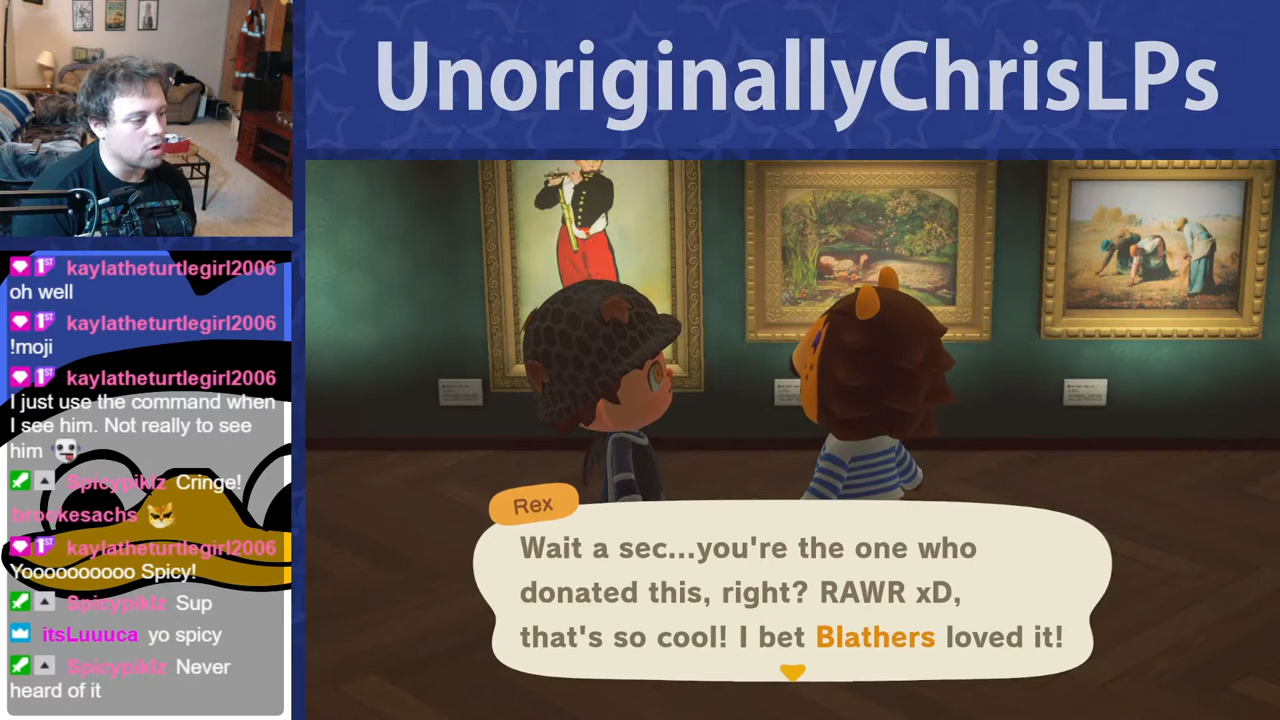 UnoriginallyChrisLPs
kaylatheturtlegirl2006
oh well
kaylatheturtlegirl2006
!moji
kaylatheturtlegirl2006
I just use the command when
I see him. Not really to see
him
Spicypiklz Cringe!
brookesachs
kaylatheturtlegirl2006
Yoooooooooo Spicy!
Spicypiklz Sup
itsLuuuca yo spicy
Spicypiklz Never
heard of it
Rex
Wait a sec...you're the one who
donated this, right? RAWR xD,
that's so cool! I bet Blathers loved it!